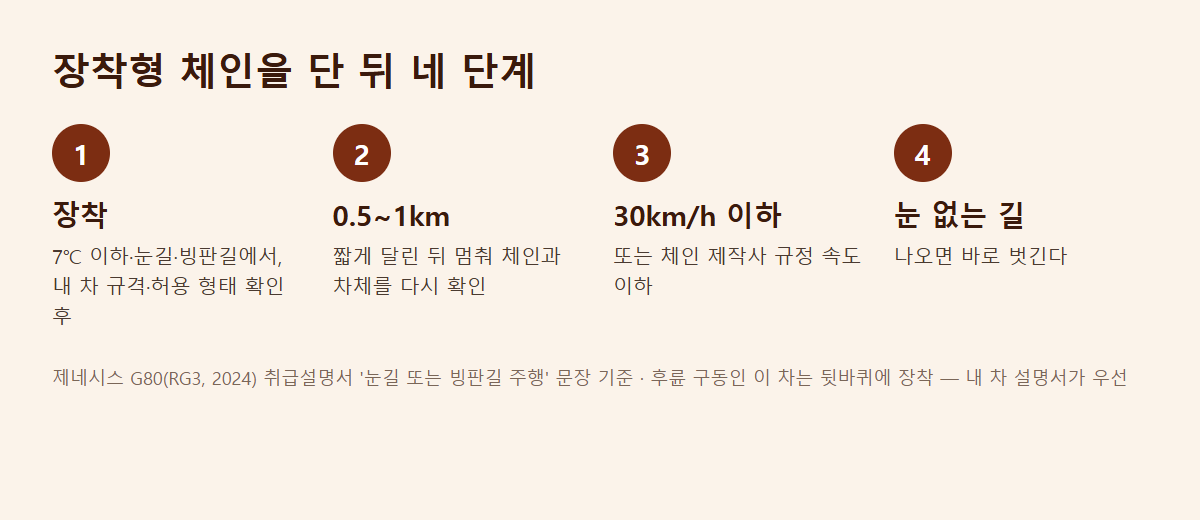 장착형 체인을 단 뒤 네 단계
1
장착
7℃ 이하·눈길·빙판길에서,
내 차 규격·허용 형태 확인
후
2
0.5~1km
짧게 달린 뒤 멈춰 체인과
차체를 다시 확인
3
30km/h 이하
또는 체인 제작사 규정 속도
이하
4
눈 없는 길
나오면 바로 벗긴다
제네시스 G80(RG3, 2024) 취급설명서 '눈길 또는 빙판길 주행' 문장 기준 · 후륜 구동인 이 차는 뒷바퀴에 장착 — 내 차 설명서가 우선